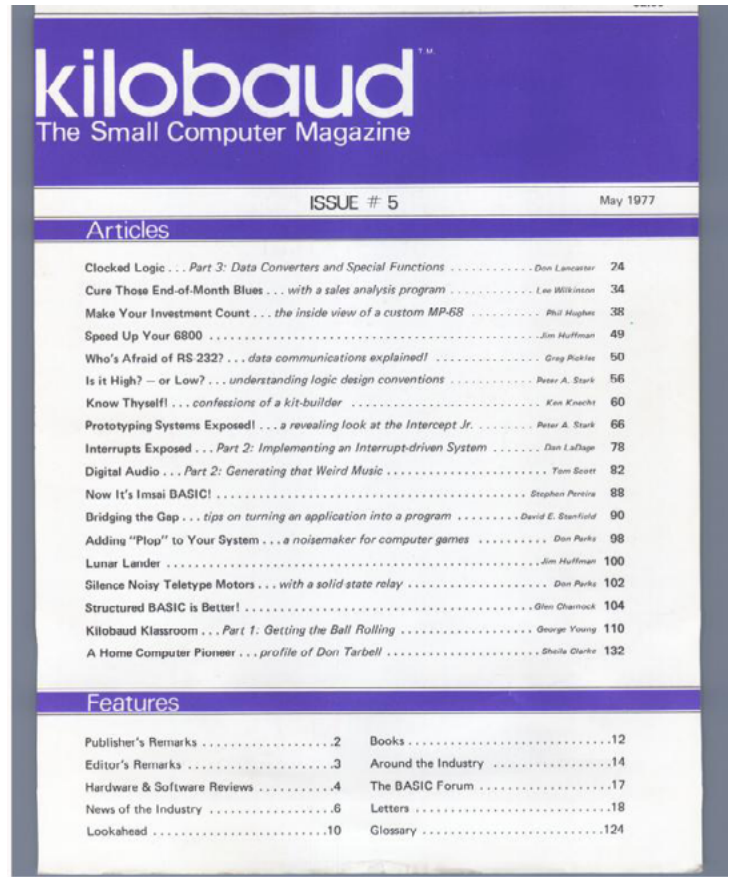 kilobaud T.M.
The Small Computer Magazine
ISSUE # 5 May 1977
Articles
Clocked Logic . . . Part 3: Data Converters and Special Functions . . . . . . . . . . . . Don Lancaster 24
Cure Those End-of-Month Blues . . . with a sales analysis program . . . . . . . . . . . . Lee Wilkinson 34
Make Your Investment Count . . . the inside view of a custom MP-68 . . . . . . . . . Phil Hughes 38
Speed Up Your 6800 . . . . . . . . . . . . . . . . . . . . . . . . . . . . . . . . . . . . . . . . . . . . Jim Huffman 49
Who's Afraid of RS 232? . . . data communications explained! . . . . . . . . . . . . . . . Greg Pickles 50
Is it High? — or Low? . . . understanding logic design conventions . . . . . . . . . . . . Peter A. Stark 56
Know Thyself! . . . confessions of a kit-builder . . . . . . . . . . . . . . . . . . . . . . . . Ken Knecht 60
Prototyping Systems Exposed! . . . a revealing look at the Intercept Jr. . . . . . . . . . Peter A. Stark 66
Interrupts Exposed . . . Part 2: Implementing an Interrupt-driven System . . . . . . . Dan LaDage 78
Digital Audio . . . Part 2: Generating that Weird Music . . . . . . . . . . . . . . . . . . . . . Tom Scott 82
Now It's Imsai BASIC! . . . . . . . . . . . . . . . . . . . . . . . . . . . . . . . . . . . . . . . . . Stephen Pereira 88
Bridging the Gap . . . tips on turning an application into a program . . . . . . . . . David E. Stanfield 90
Adding "Plop" to Your System . . . a noisemaker for computer games . . . . . . . . . . Don Parks 98
Lunar Lander . . . . . . . . . . . . . . . . . . . . . . . . . . . . . . . . . . . . . . . . . . . . . . . . . . Jim Huffman 100
Silence Noisy Teletype Motors . . . with a solid state relay . . . . . . . . . . . . . . . . . . . Don Parks 102
Structured BASIC is Better! . . . . . . . . . . . . . . . . . . . . . . . . . . . . . . . . . . . . . . Glen Charnock 104
Kilobaud Klassroom . . . Part 1: Getting the Ball Rolling . . . . . . . . . . . . . . . . . . George Young 110
A Home Computer Pioneer . . . profile of Don Tarbell . . . . . . . . . . . . . . . . . . . . . Sheila Clarke 132
Features
Publisher's Remarks . . . . . . . . . . . . . . . . . . .2 Books . . . . . . . . . . . . . . . . . . . . . . . . . . . .12
Editor's Remarks . . . . . . . . . . . . . . . . . . . . .3 Around the Industry . . . . . . . . . . . . . . . . .14
Hardware & Software Reviews . . . . . . . . . . .4 The BASIC Forum . . . . . . . . . . . . . . . . . . .17
News of the Industry . . . . . . . . . . . . . . . . . .6 Letters . . . . . . . . . . . . . . . . . . . . . . . . . . .18
Lookahead . . . . . . . . . . . . . . . . . . . . . . . . .10 Glossary . . . . . . . . . . . . . . . . . . . . . . . . .124